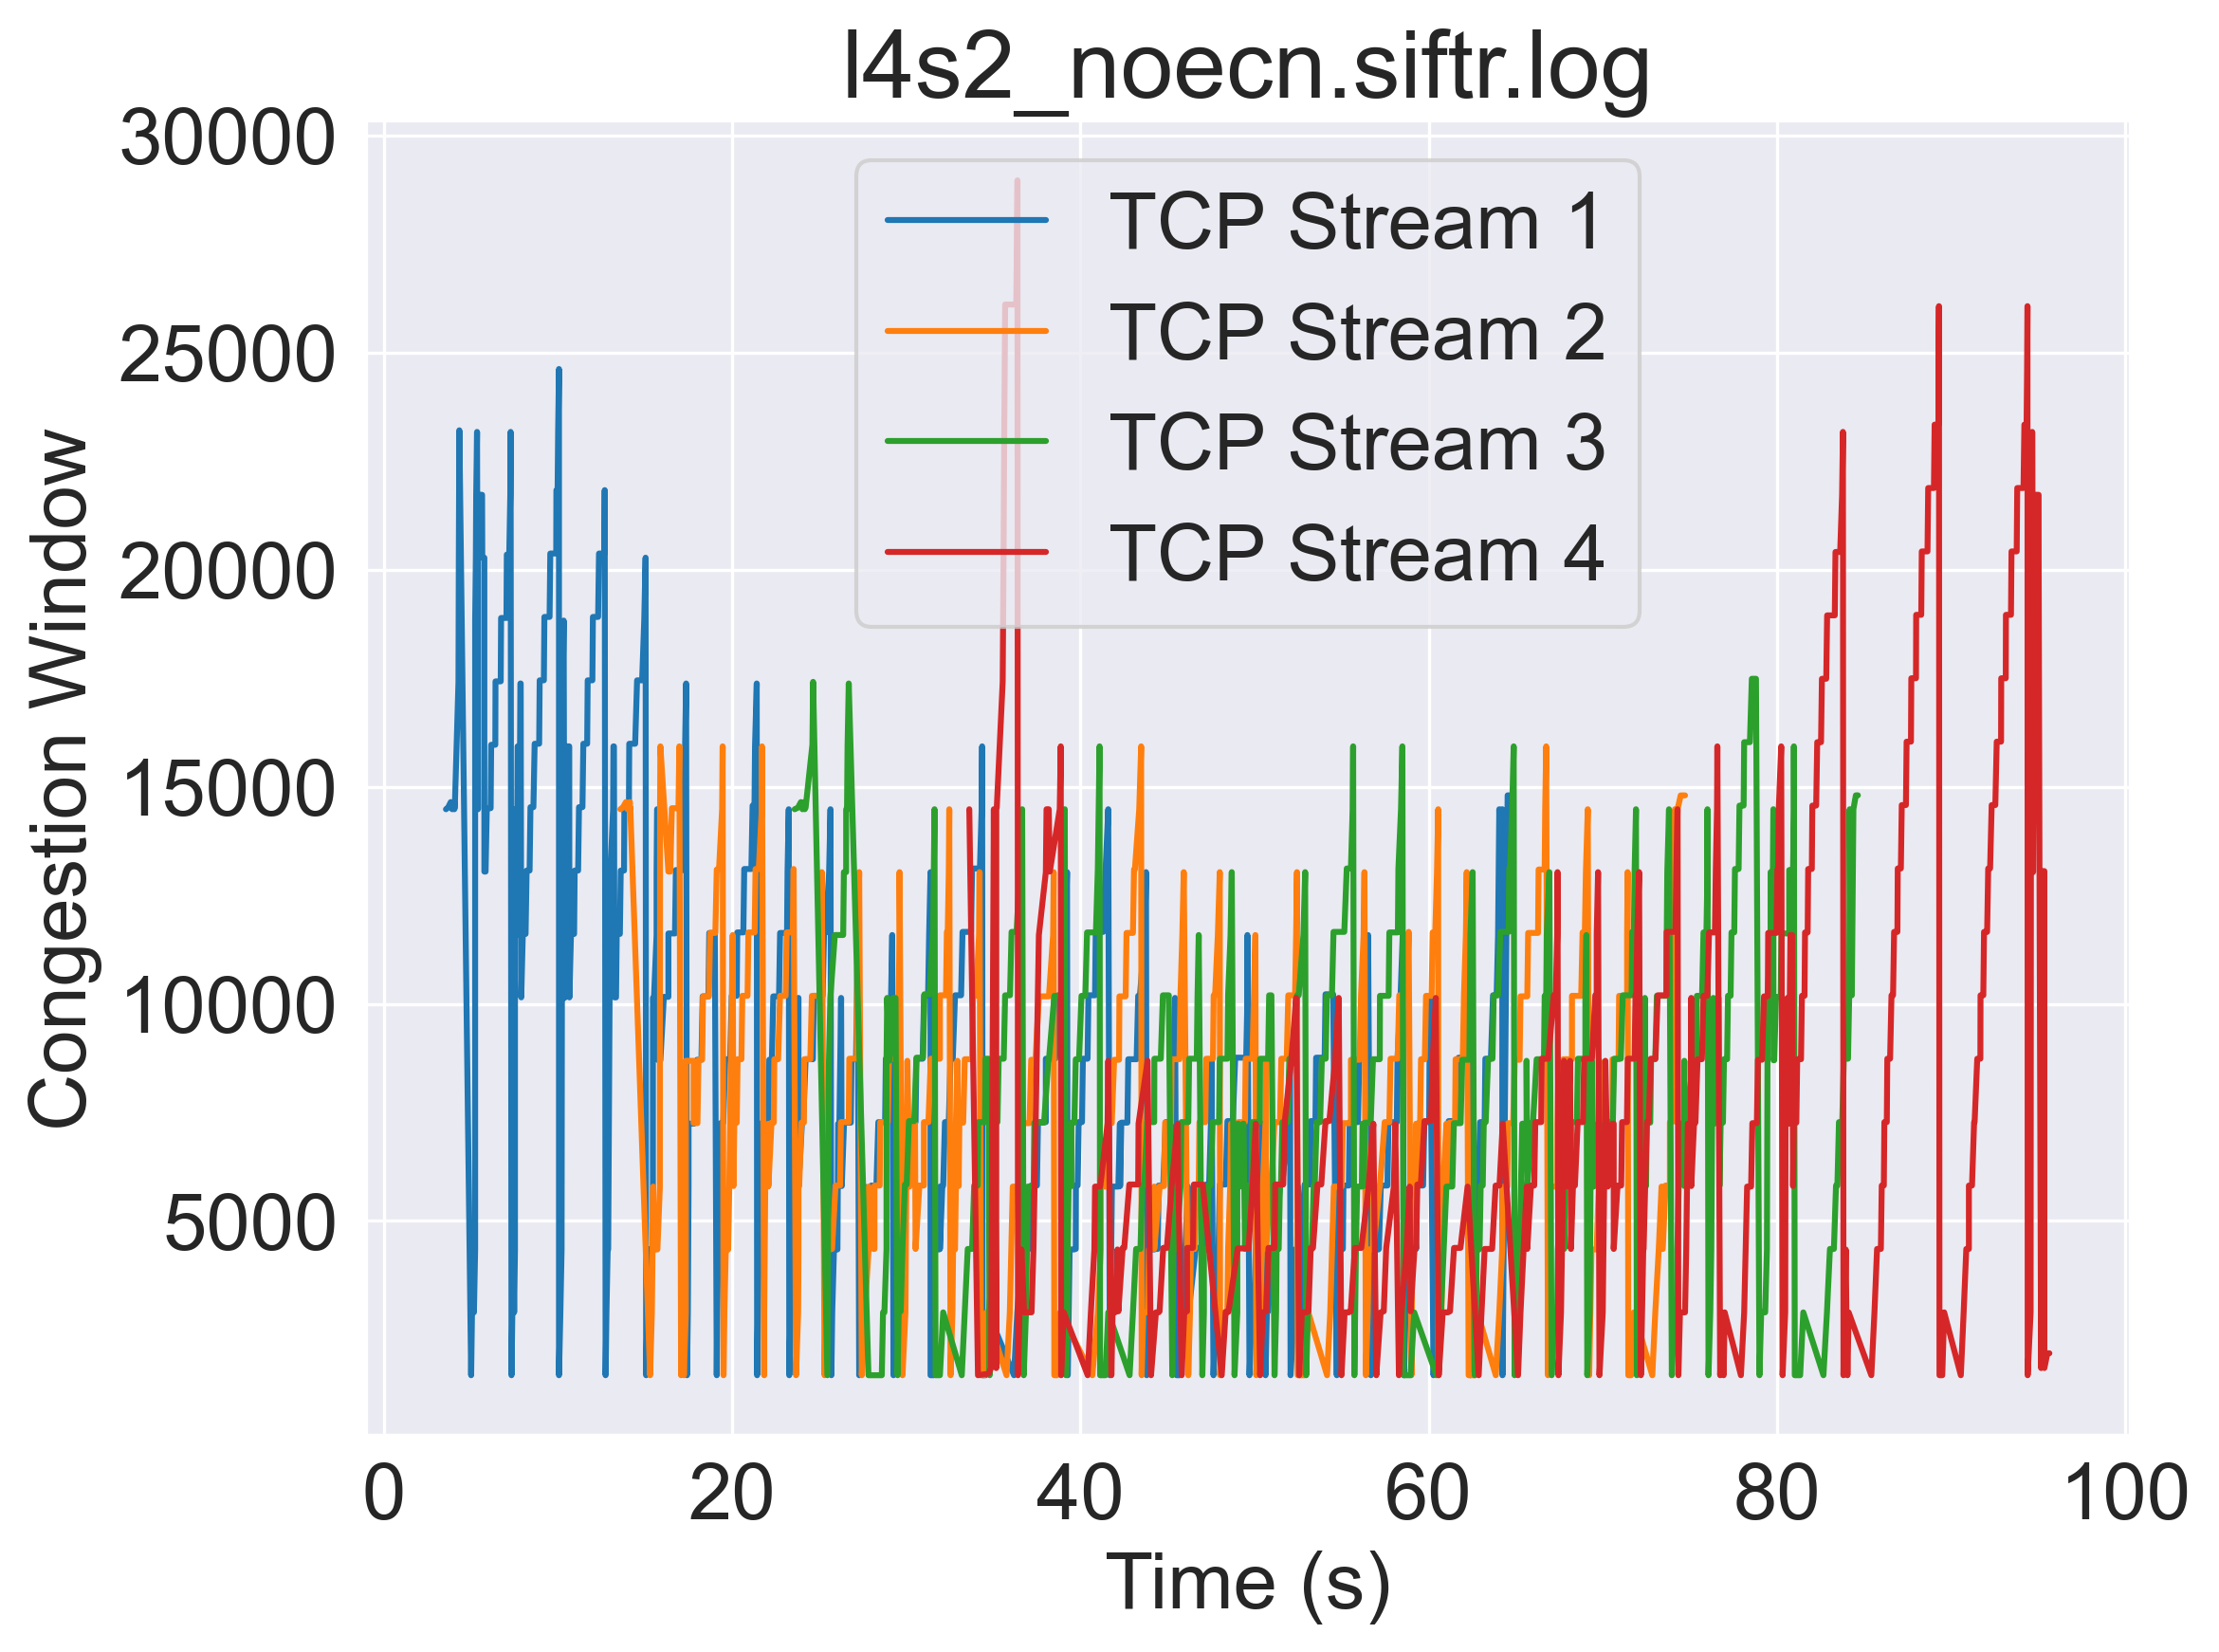 l4s2_noecn.siftr.log
30000
25000
20000
15000
10000
5000
Congestion Window
TCP Stream 1
TCP Stream 2
TCP Stream 3
TCP Stream 4
0 20 40 60 80 100
Time (s)